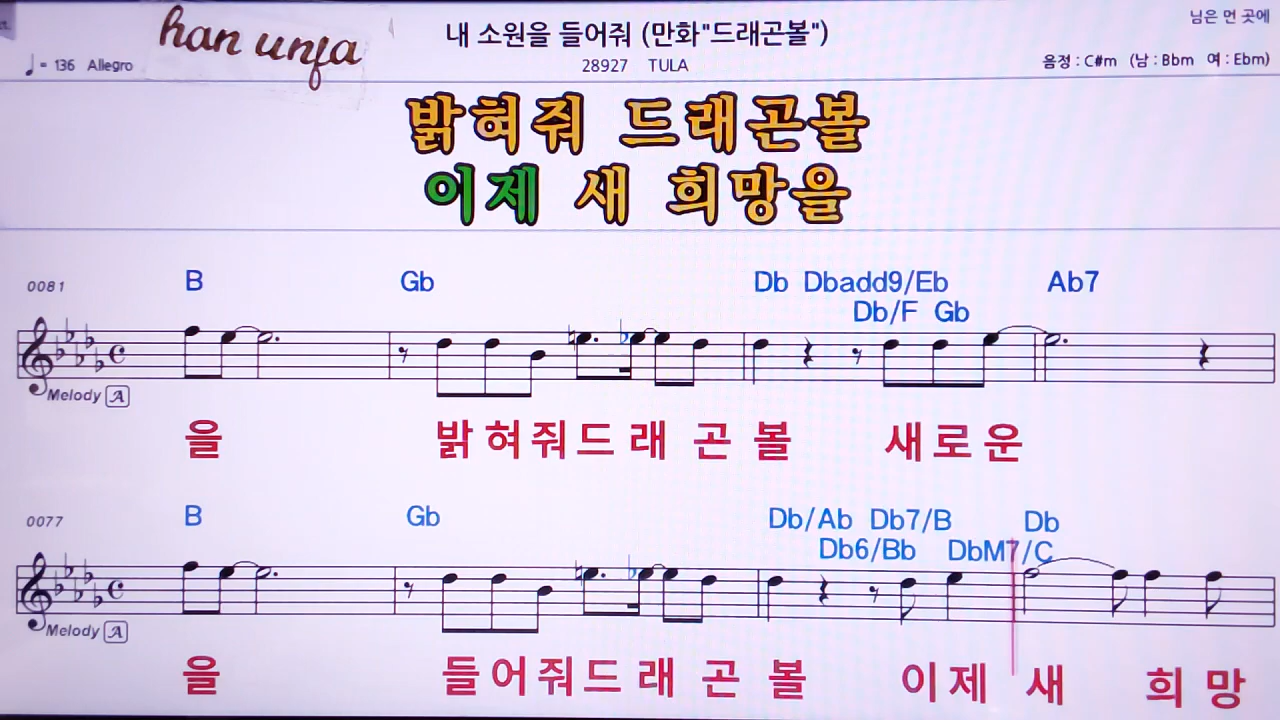 han unfa
내 소원을 들어줘 (만화"드래곤볼")
님은 먼 곳에
♩= 136 Allegro
28927 TULA
음정 : C#m (남 : Bbm 여 : Ebm)
밝혀줘 드래곤볼
이제 새 희망을
0081
B Gb Db Dbadd9/Eb Ab7
Db/F Gb
Melody A
을 밝혀줘드래곤볼 새로운
0077
B Gb Db/Ab Db7/B Db
Db6/Bb DbM7/C
Melody A
을 들어줘드래곤볼 이제 새 희망